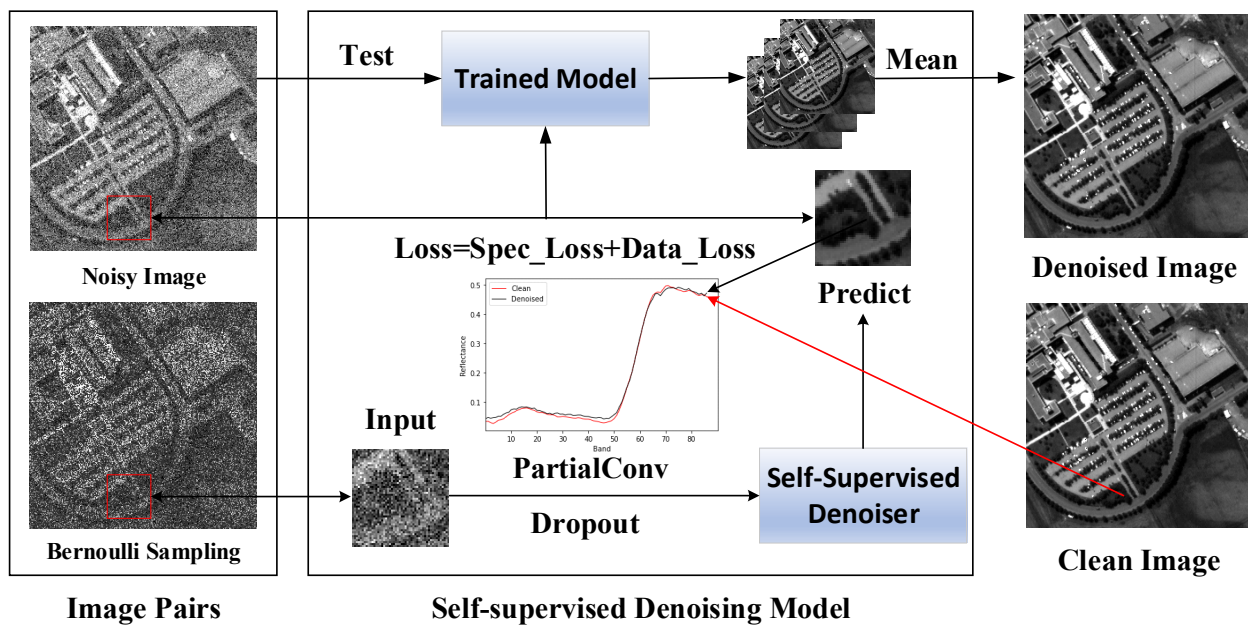 Test
Trained Model
Mean
Noisy Image
Loss=Spec_Loss+Data_Loss
Denoised Image
Predict
Clean
Denoised
Reflectance
0.5
0.4
0.3
0.2
0.1
10 20 30 40 50 60 70 80
Band
Input
PartialConv
Dropout
Self-Supervised
Denoiser
Bernoulli Sampling
Clean Image
Image Pairs
Self-supervised Denoising Model